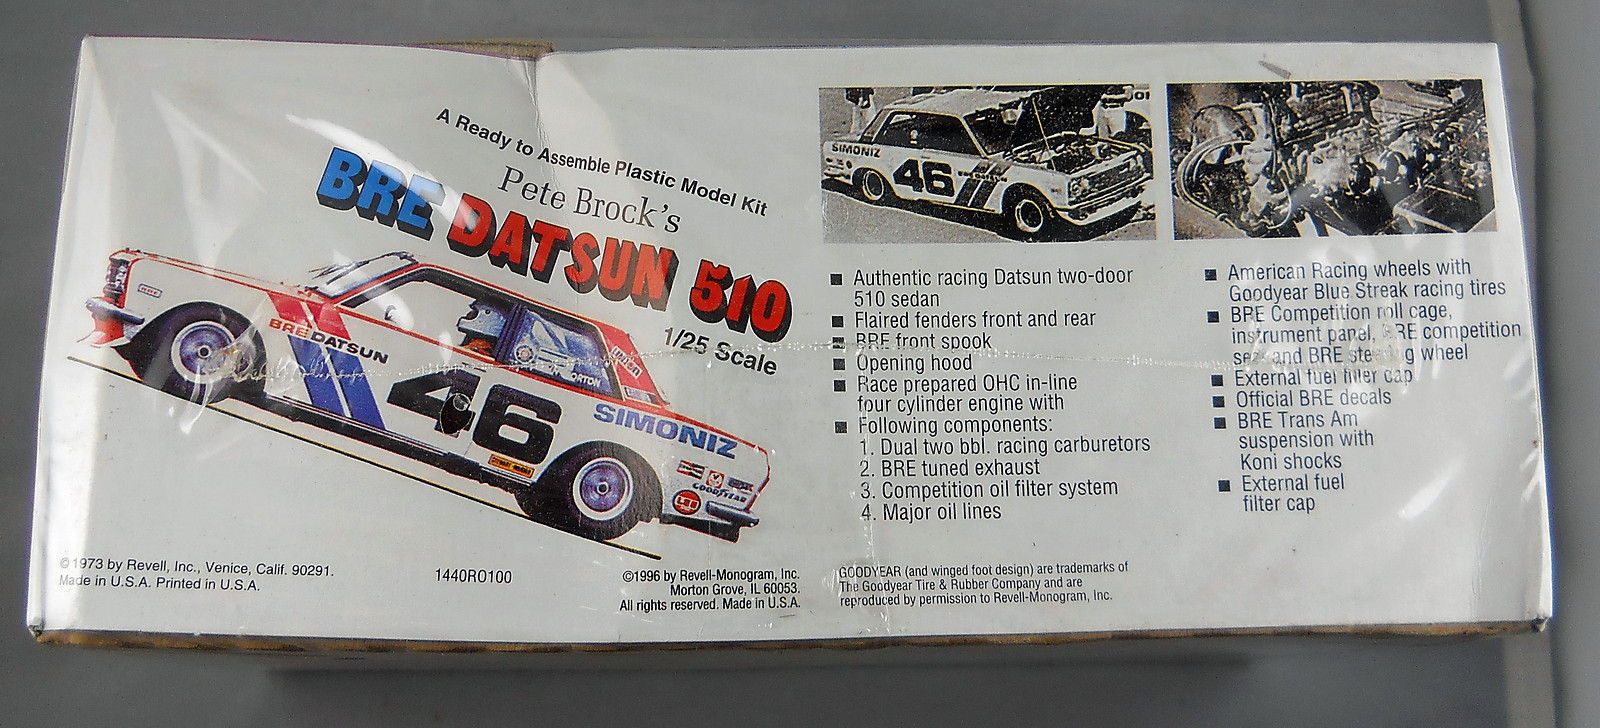 A Ready to Assemble Plastic Model Kit
Pete Brock's
BRE DATSUN 510
1/25 Scale
BRE
BRE DATSUN
46
SIMONIZ
GOODYEAR
©1973 by Revell, Inc., Venice, Calif. 90291.
Made in U.S.A. Printed in U.S.A.
1440RO100
©1996 by Revell-Monogram, Inc.
Morton Grove, IL 60053.
All rights reserved. Made in U.S.A.
SIMONIZ
46
■ Authentic racing Datsun two-door
510 sedan
■ Flaired fenders front and rear
■ BRE front spook
■ Opening hood
■ Race prepared OHC in-line
four cylinder engine with
■ Following components:
1. Dual two bbl. racing carburetors
2. BRE tuned exhaust
3. Competition oil filter system
4. Major oil lines
GOODYEAR (and winged foot design) are trademarks of
The Goodyear Tire & Rubber Company and are
reproduced by permission to Revell-Monogram, Inc.
■ American Racing wheels with
Goodyear Blue Streak racing tires
■ BRE Competition roll cage,
instrument panel, BRE competition
seat and BRE steering wheel
■ External fuel filler cap
■ Official BRE decals
■ BRE Trans Am
suspension with
Koni shocks
■ External fuel
filter cap